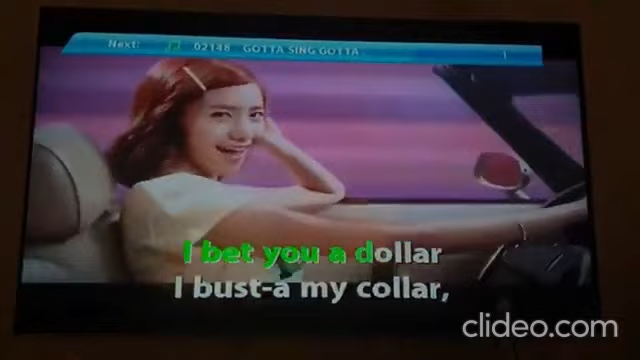 Next: 02148 GOTTA SING GOTTA
I bet you a dollar
I bust-a my collar,
clideo.com